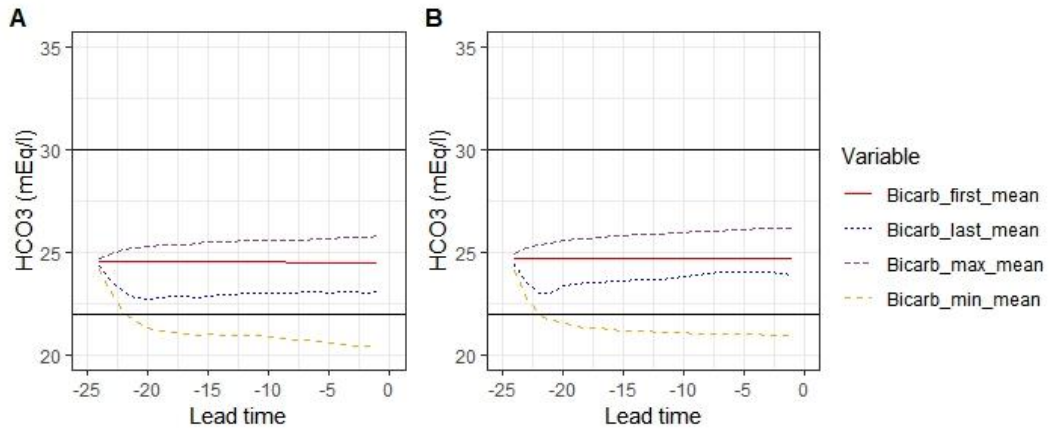 A
HCO3 (mEq/l)
35
30
25
20
-25 -20 -15 -10 -5 0
Lead time
B
HCO3 (mEq/l)
35
30
25
20
-25 -20 -15 -10 -5 0
Lead time
Variable
Bicarb_first_mean
Bicarb_last_mean
Bicarb_max_mean
Bicarb_min_mean